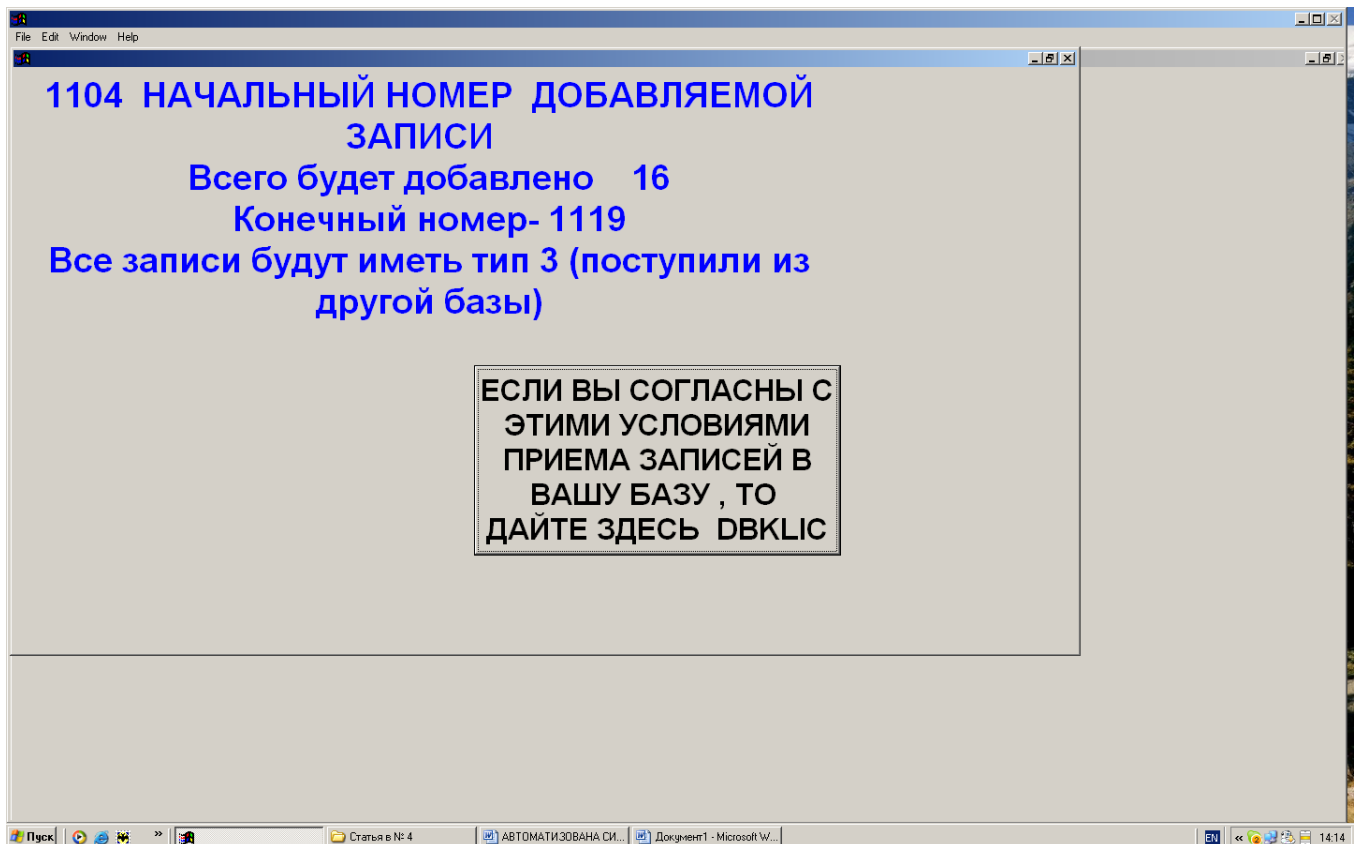 File Edit Window Help
1104 НАЧАЛЬНЫЙ НОМЕР ДОБАВЛЯЕМОЙ
ЗАПИСИ
Всего будет добавлено 16
Конечный номер- 1119
Все записи будут иметь тип 3 (поступили из
другой базы)
ЕСЛИ ВЫ СОГЛАСНЫ С
ЭТИМИ УСЛОВИЯМИ
ПРИЕМА ЗАПИСЕЙ В
ВАШУ БАЗУ , ТО
ДАЙТЕ ЗДЕСЬ DBKLIC
Пуск » Статья в № 4 АВТОМАТИЗОВАНА СИ... Документ1 - Microsoft W... EN « 14:14